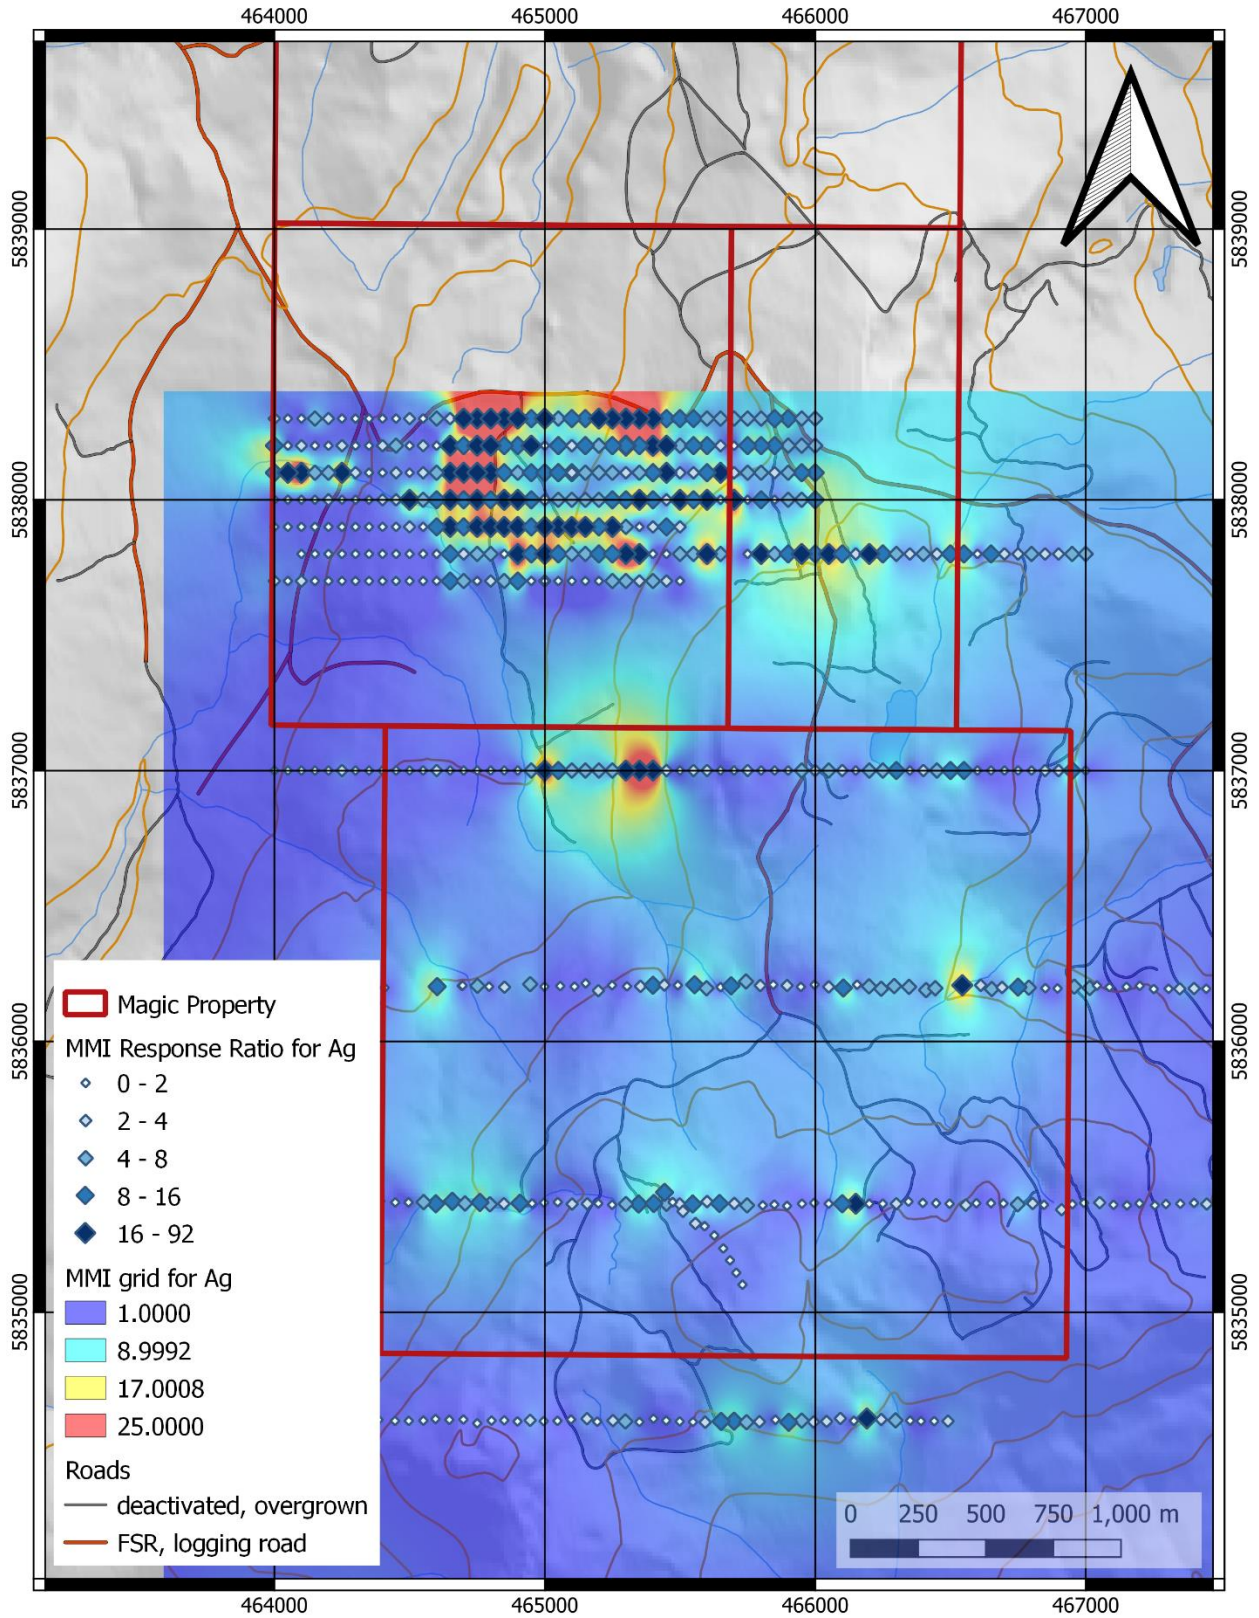 464000 465000 466000 467000
5839000 5839000
5838000 5838000
5837000 5837000
5836000 5836000
5835000 5835000
Magic Property
MMI Response Ratio for Ag
0 - 2
2 - 4
4 - 8
8 - 16
16 - 92
MMI grid for Ag
1.0000
8.9992
17.0008
25.0000
Roads
deactivated, overgrown
FSR, logging road
0 250 500 750 1,000 m
464000 465000 466000 467000